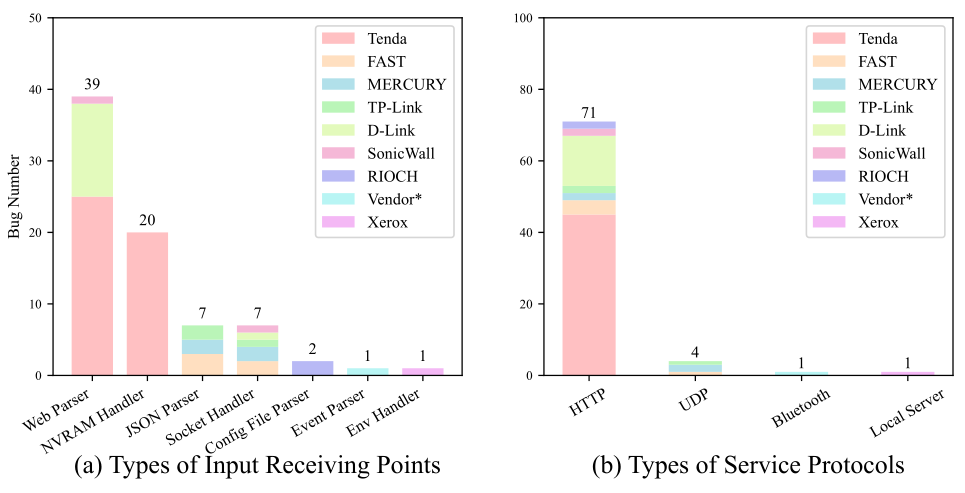 50
40
30
20
10
0
Bug Number
39
20
7
7
2
1
1
Tenda
FAST
MERCURY
TP-Link
D-Link
SonicWall
RIOCH
Vendor*
Xerox
Web Parser
NVRAM Handler
JSON Parser
Socket Handler
Config File Parser
Event Parser
Env Handler
(a) Types of Input Receiving Points
100
80
60
40
20
0
71
4
1
1
Tenda
FAST
MERCURY
TP-Link
D-Link
SonicWall
RIOCH
Vendor*
Xerox
HTTP
UDP
Bluetooth
Local Server
(b) Types of Service Protocols